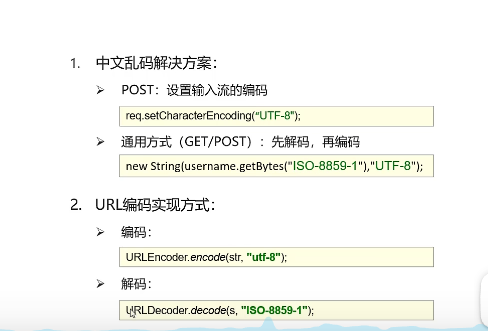 1. 中文乱码解决方案：
➢ POST：设置输入流的编码
req.setCharacterEncoding("UTF-8");
➢ 通用方式（GET/POST）：先解码，再编码
new String(username.getBytes("ISO-8859-1"),"UTF-8");
2. URL编码实现方式：
➢ 编码：
URLEncoder.encode(str, "utf-8");
➢ 解码：
URLDecoder.decode(s, "ISO-8859-1");